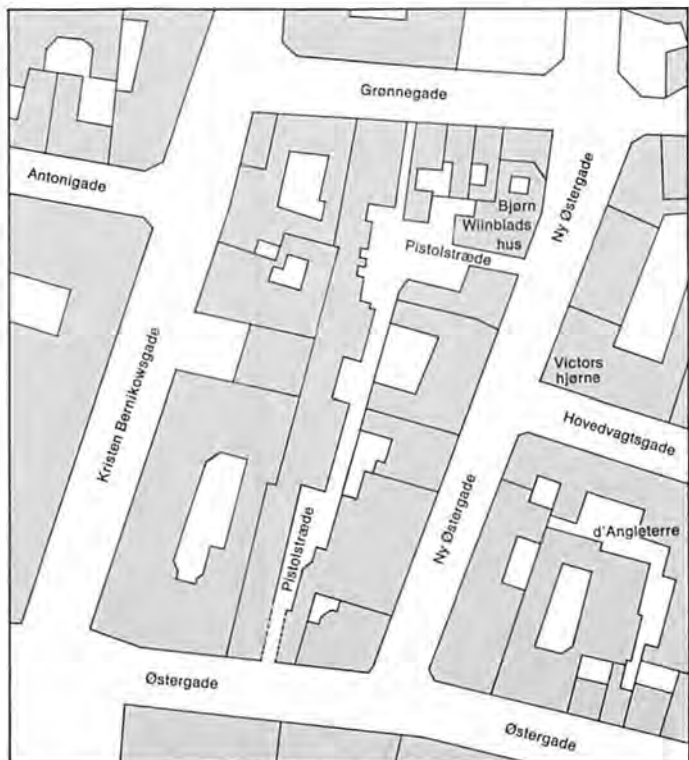 Grønnegade
Antonigade
Ny Østergade
Bjørn
Wiinblads
hus
Pistolstræde
Kristen Bernikowsgade
Victors
hjørne
Hovedvagtsgade
Pistolstræde
Ny Østergade
d'Angleterre
Østergade
Østergade